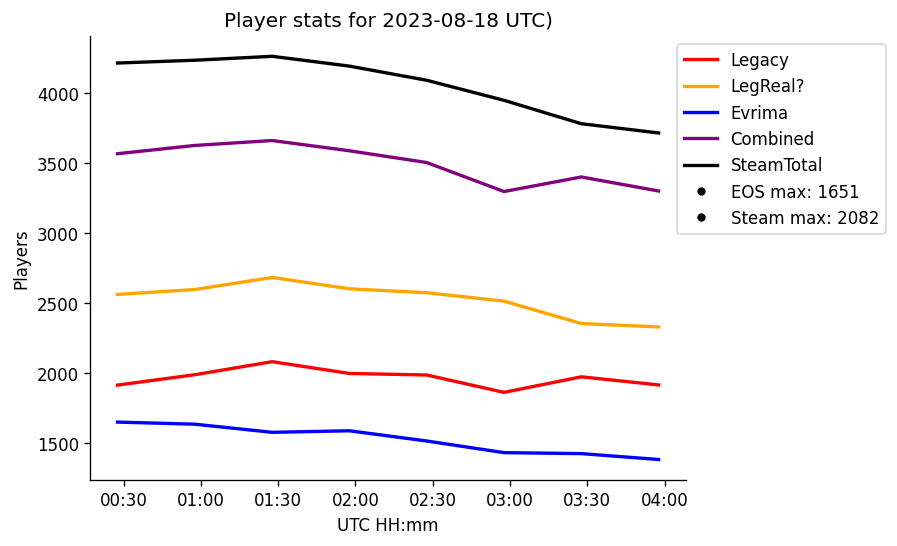 Player stats for 2023-08-18 UTC)
Legacy
LegReal?
Evrima
Combined
SteamTotal
EOS max: 1651
Steam max: 2082
Players
4000
3500
3000
2500
2000
1500
00:30 01:00 01:30 02:00 02:30 03:00 03:30 04:00
UTC HH:mm